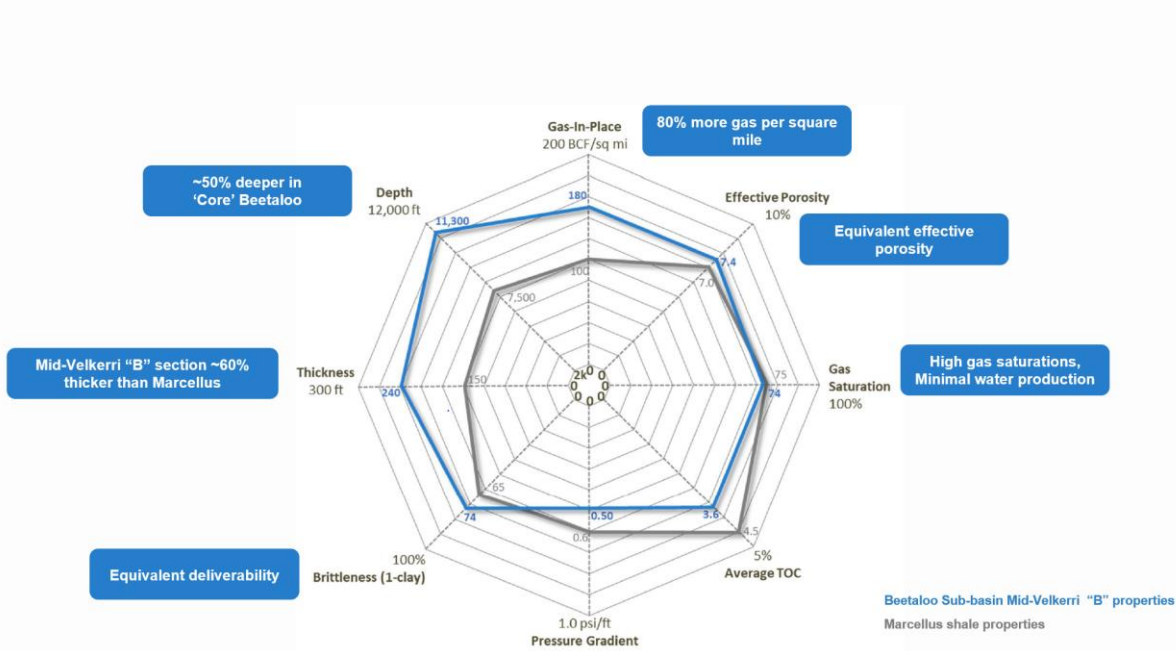 Gas-In-Place
200 BCF/sq mi
80% more gas per square
mile
~50% deeper in
‘Core’ Beetaloo
Depth
12,000 ft
11,300
180
Effective Porosity
10%
Equivalent effective
porosity
7.4
7.0
100
7,500
Mid-Velkerri “B” section ~60%
thicker than Marcellus
Thickness
300 ft
240
150
2k
0
0
0
0
0
0
0
75
74
Gas
Saturation
100%
High gas saturations,
Minimal water production
65
74
0.50
0.6
3.6
4.5
5%
Average TOC
100%
Brittleness (1-clay)
Equivalent deliverability
1.0 psi/ft
Pressure Gradient
Beetaloo Sub-basin Mid-Velkerri “B” properties
Marcellus shale properties